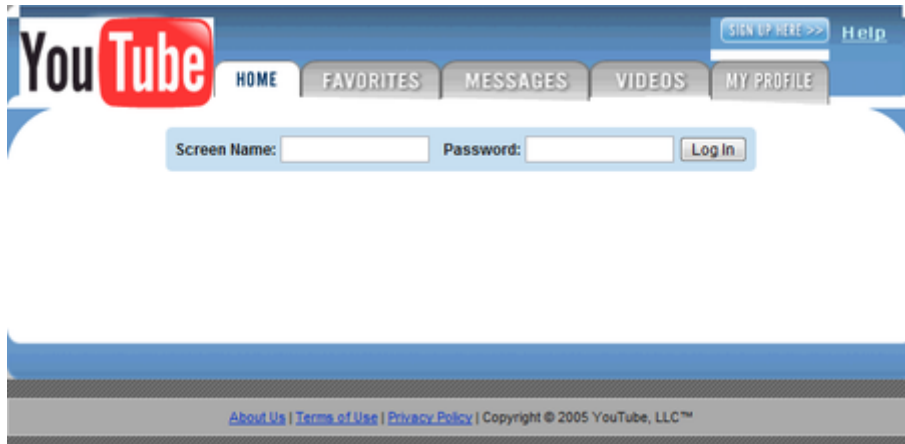 YouTube
SIGN UP HERE >> Help
HOME FAVORITES MESSAGES VIDEOS MY PROFILE
Screen Name: Password: Log In
About Us | Terms of Use | Privacy Policy | Copyright © 2005 YouTube, LLC™